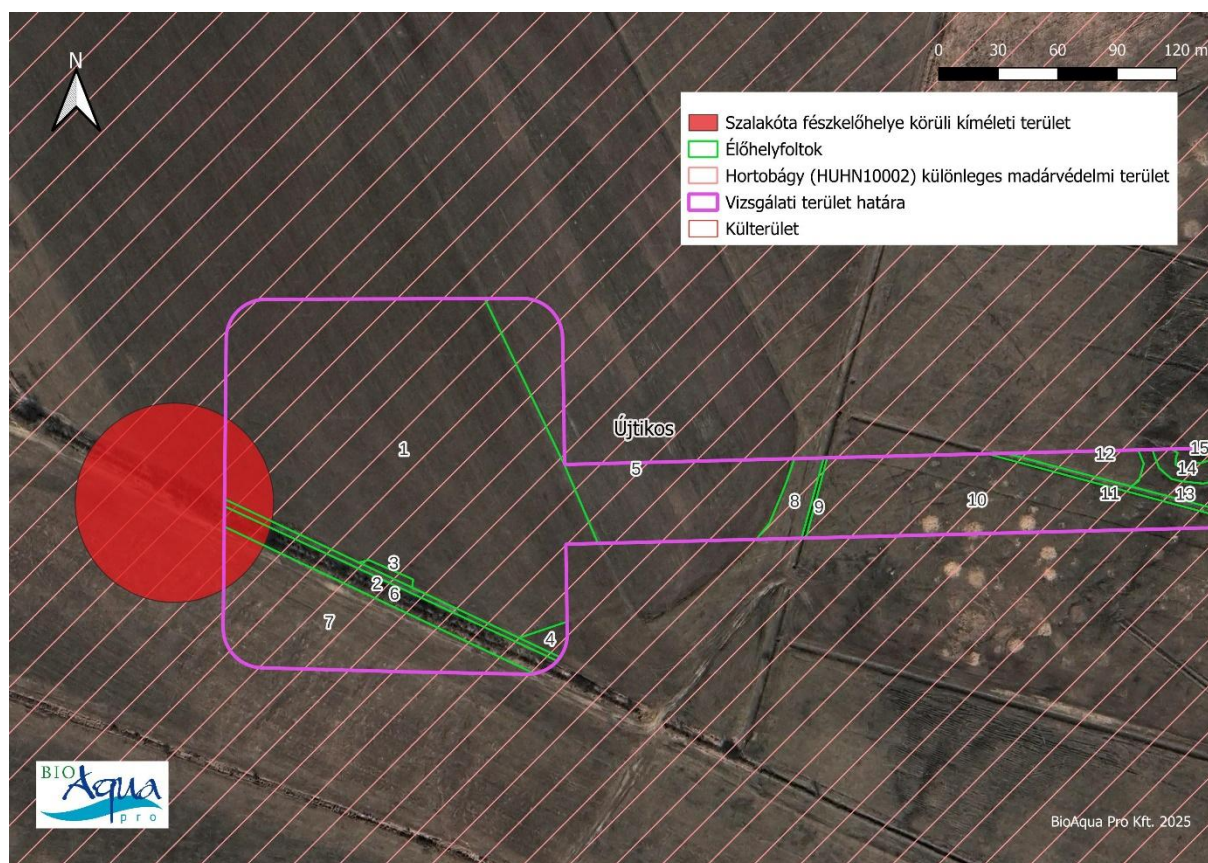 N
0 30 60 90 120 m
Szalakóta fészkelőhelye körüli kíméleti terület
Élőhelyfoltok
Hortobágy (HUHN10002) különleges madárvédelmi terület
Vizsgálati terület határa
Külterület
Újtikos
1
5
12
15
14
8
9
10
11
13
3
2
6
7
4
BIO
Aqua
pro
BioAqua Pro Kft. 2025